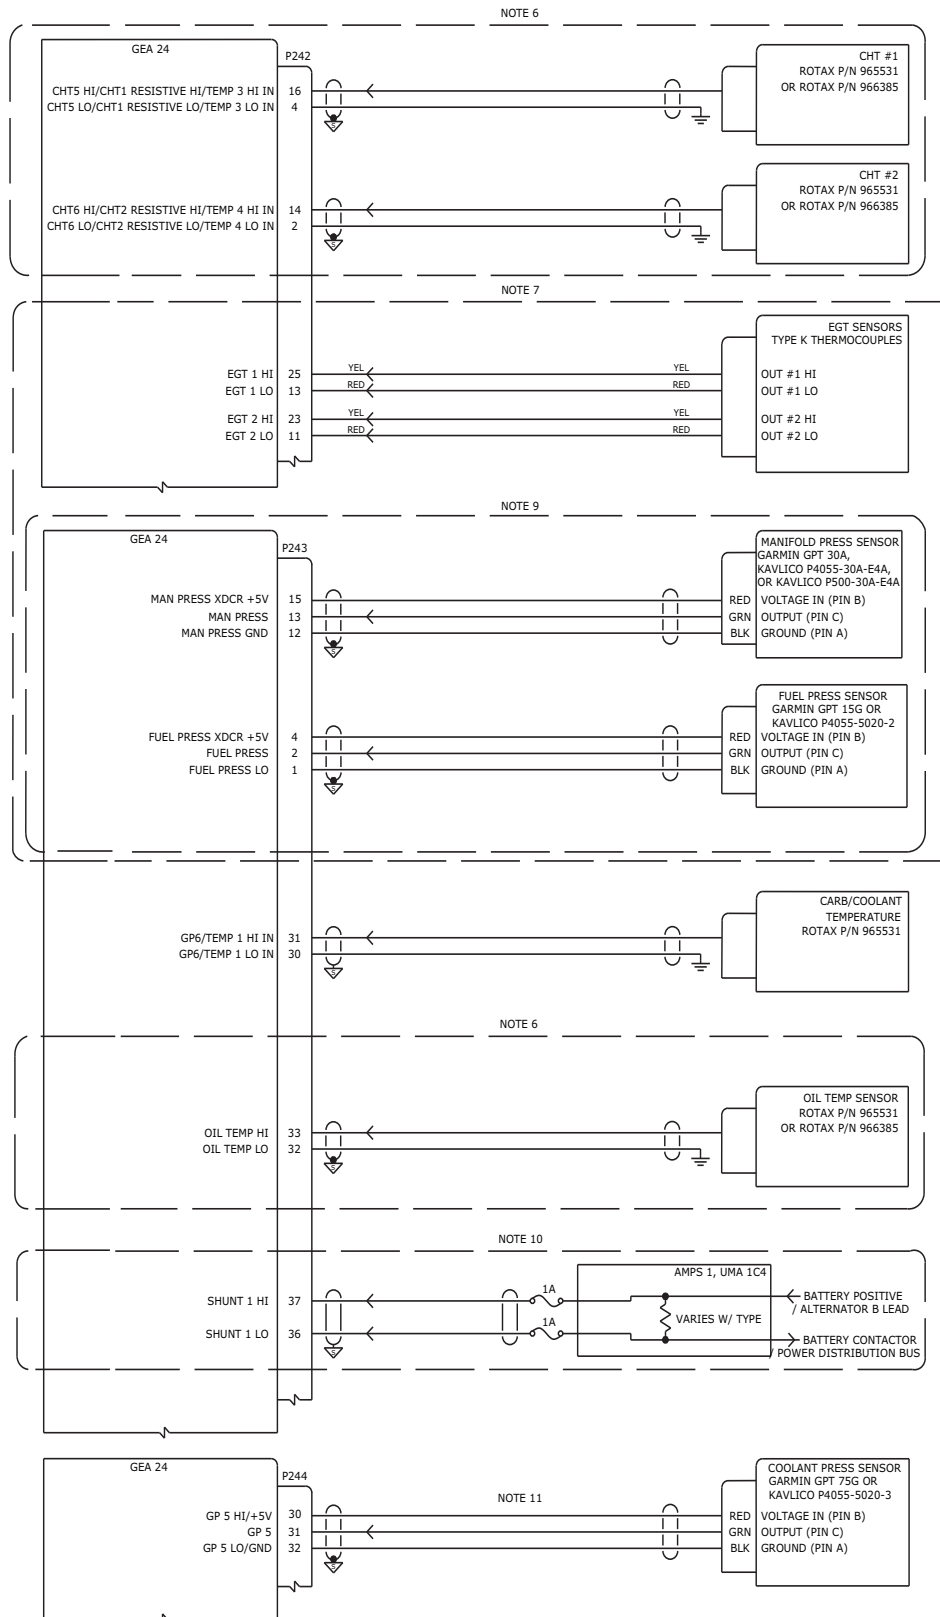 NOTE 6
GEA 24
P242
CHT #1
ROTAX P/N 965531
OR ROTAX P/N 966385
CHT5 HI/CHT1 RESISTIVE HI/TEMP 3 HI IN 16
CHT5 LO/CHT1 RESISTIVE LO/TEMP 3 LO IN 4
S
CHT #2
ROTAX P/N 965531
OR ROTAX P/N 966385
CHT6 HI/CHT2 RESISTIVE HI/TEMP 4 HI IN 14
CHT6 LO/CHT2 RESISTIVE LO/TEMP 4 LO IN 2
S
NOTE 7
EGT SENSORS
TYPE K THERMOCOUPLES
EGT 1 HI 25 YEL YEL OUT #1 HI
EGT 1 LO 13 RED RED OUT #1 LO
EGT 2 HI 23 YEL YEL OUT #2 HI
EGT 2 LO 11 RED RED OUT #2 LO
NOTE 9
GEA 24
P243
MANIFOLD PRESS SENSOR
GARMIN GPT 30A,
KAVLICO P4055-30A-E4A,
OR KAVLICO P500-30A-E4A
MAN PRESS XDCR +5V 15 RED VOLTAGE IN (PIN B)
MAN PRESS 13 GRN OUTPUT (PIN C)
MAN PRESS GND 12 BLK GROUND (PIN A)
S
FUEL PRESS SENSOR
GARMIN GPT 15G OR
KAVLICO P4055-5020-2
FUEL PRESS XDCR +5V 4 RED VOLTAGE IN (PIN B)
FUEL PRESS 2 GRN OUTPUT (PIN C)
FUEL PRESS LO 1 BLK GROUND (PIN A)
S
CARB/COOLANT
TEMPERATURE
ROTAX P/N 965531
GP6/TEMP 1 HI IN 31
GP6/TEMP 1 LO IN 30
S
NOTE 6
OIL TEMP SENSOR
ROTAX P/N 965531
OR ROTAX P/N 966385
OIL TEMP HI 33
OIL TEMP LO 32
S
NOTE 10
AMPS 1, UMA 1C4
SHUNT 1 HI 37 1A BATTERY POSITIVE
/ ALTERNATOR B LEAD
VARIES W/ TYPE
SHUNT 1 LO 36 1A BATTERY CONTACTOR
/ POWER DISTRIBUTION BUS
S
GEA 24
P244
COOLANT PRESS SENSOR
GARMIN GPT 75G OR
KAVLICO P4055-5020-3
NOTE 11
GP 5 HI/+5V 30 RED VOLTAGE IN (PIN B)
GP 5 31 GRN OUTPUT (PIN C)
GP 5 LO/GND 32 BLK GROUND (PIN A)
S